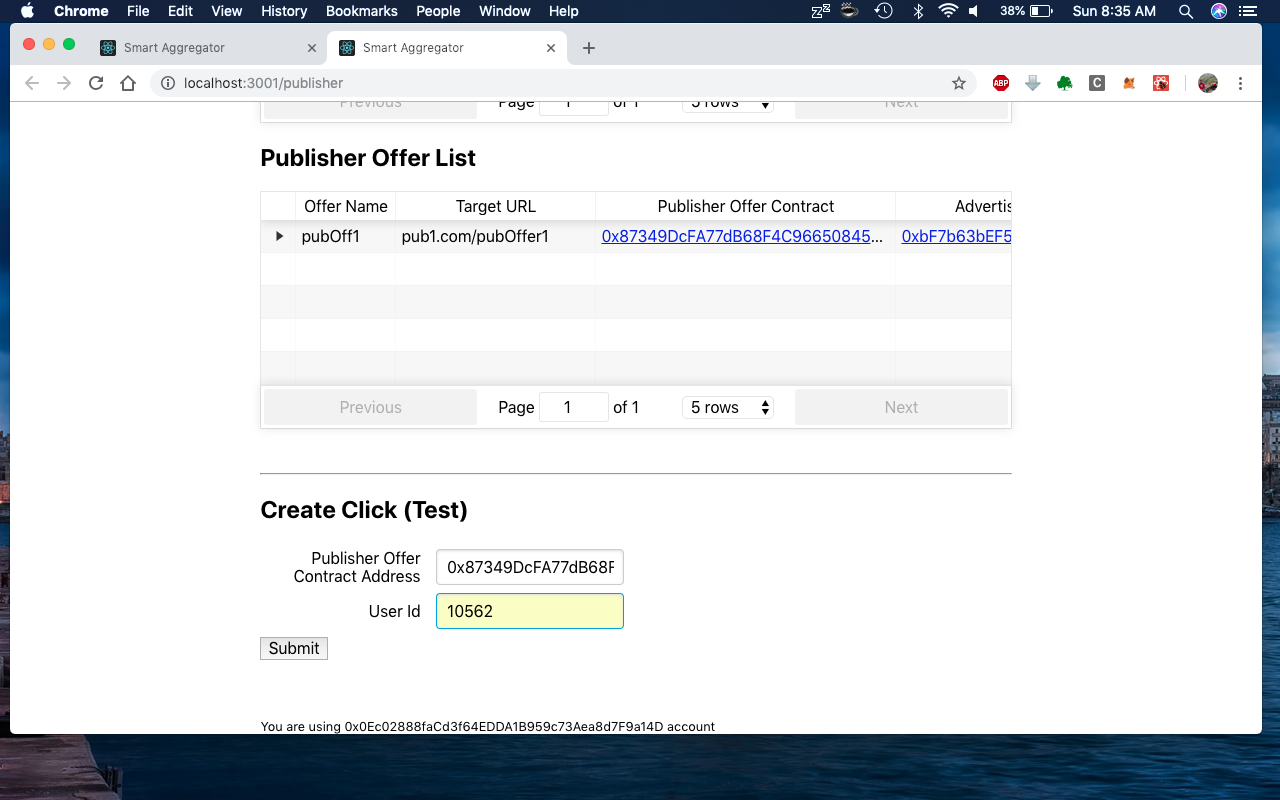 Chrome File Edit View History Bookmarks People Window Help 38% Sun 8:35 AM
Smart Aggregator Smart Aggregator
localhost:3001/publisher ABP C
Previous Page 1 of 1 5 rows Next
Publisher Offer List
Offer Name Target URL Publisher Offer Contract Advertis
pubOff1 pub1.com/pubOffer1 0x87349DcFA77dB68F4C96650845... 0xbF7b63bEF5
Previous Page 1 of 1 5 rows Next
Create Click (Test)
Publisher Offer
Contract Address 0x87349DcFA77dB68F
User Id 10562
Submit
You are using 0x0Ec02888faCd3f64EDDA1B959c73Aea8d7F9a14D account